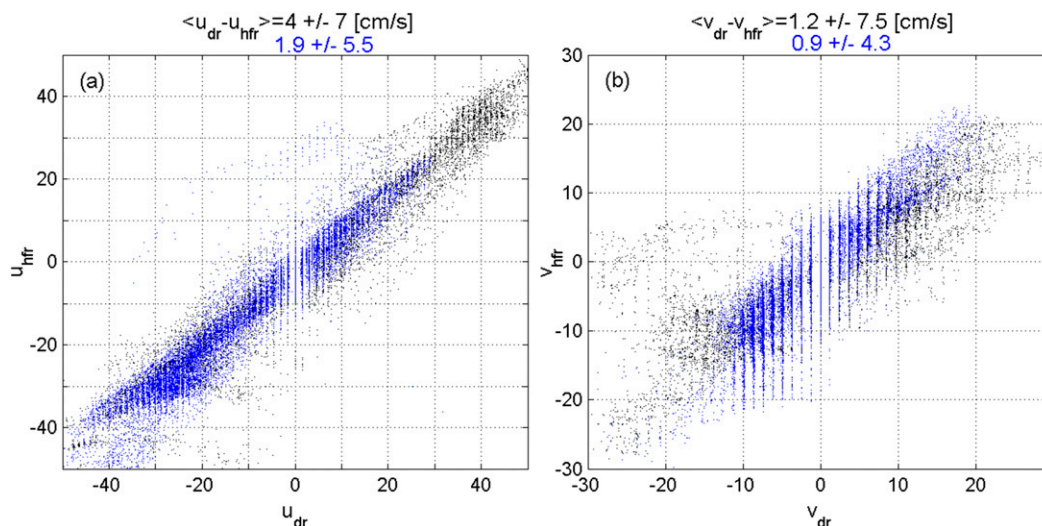 <u_dr-u_hfr>=4 +/- 7 [cm/s]
1.9 +/- 5.5
<v_dr-v_hfr>=1.2 +/- 7.5 [cm/s]
0.9 +/- 4.3
(a)
40
20
0
-20
-40
u_hfr
-40 -20 0 20 40
u_dr
(b)
30
20
10
0
-10
-20
-30
v_hfr
-30 -20 -10 0 10 20
v_dr